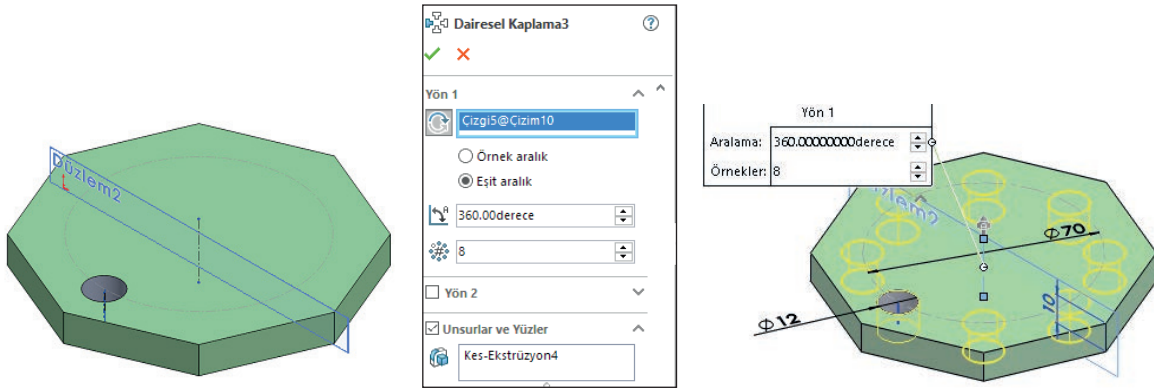 Düzlem2
Dairesel Kaplama3
Yön 1
Çizgi5@Çizim10
Örnek aralık
Eşit aralık
360.00derece
8
Yön 2
Unsurlar ve Yüzler
Kes-Ekstrüzyon4
Yön 1
Aralama: 360.00000000derece
Örnekler: 8
zlem2
Φ70
10
Φ12